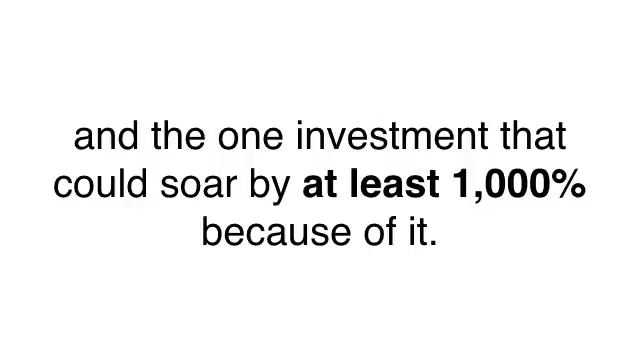 and the one investment that
could soar by at least 1,000%
because of it.